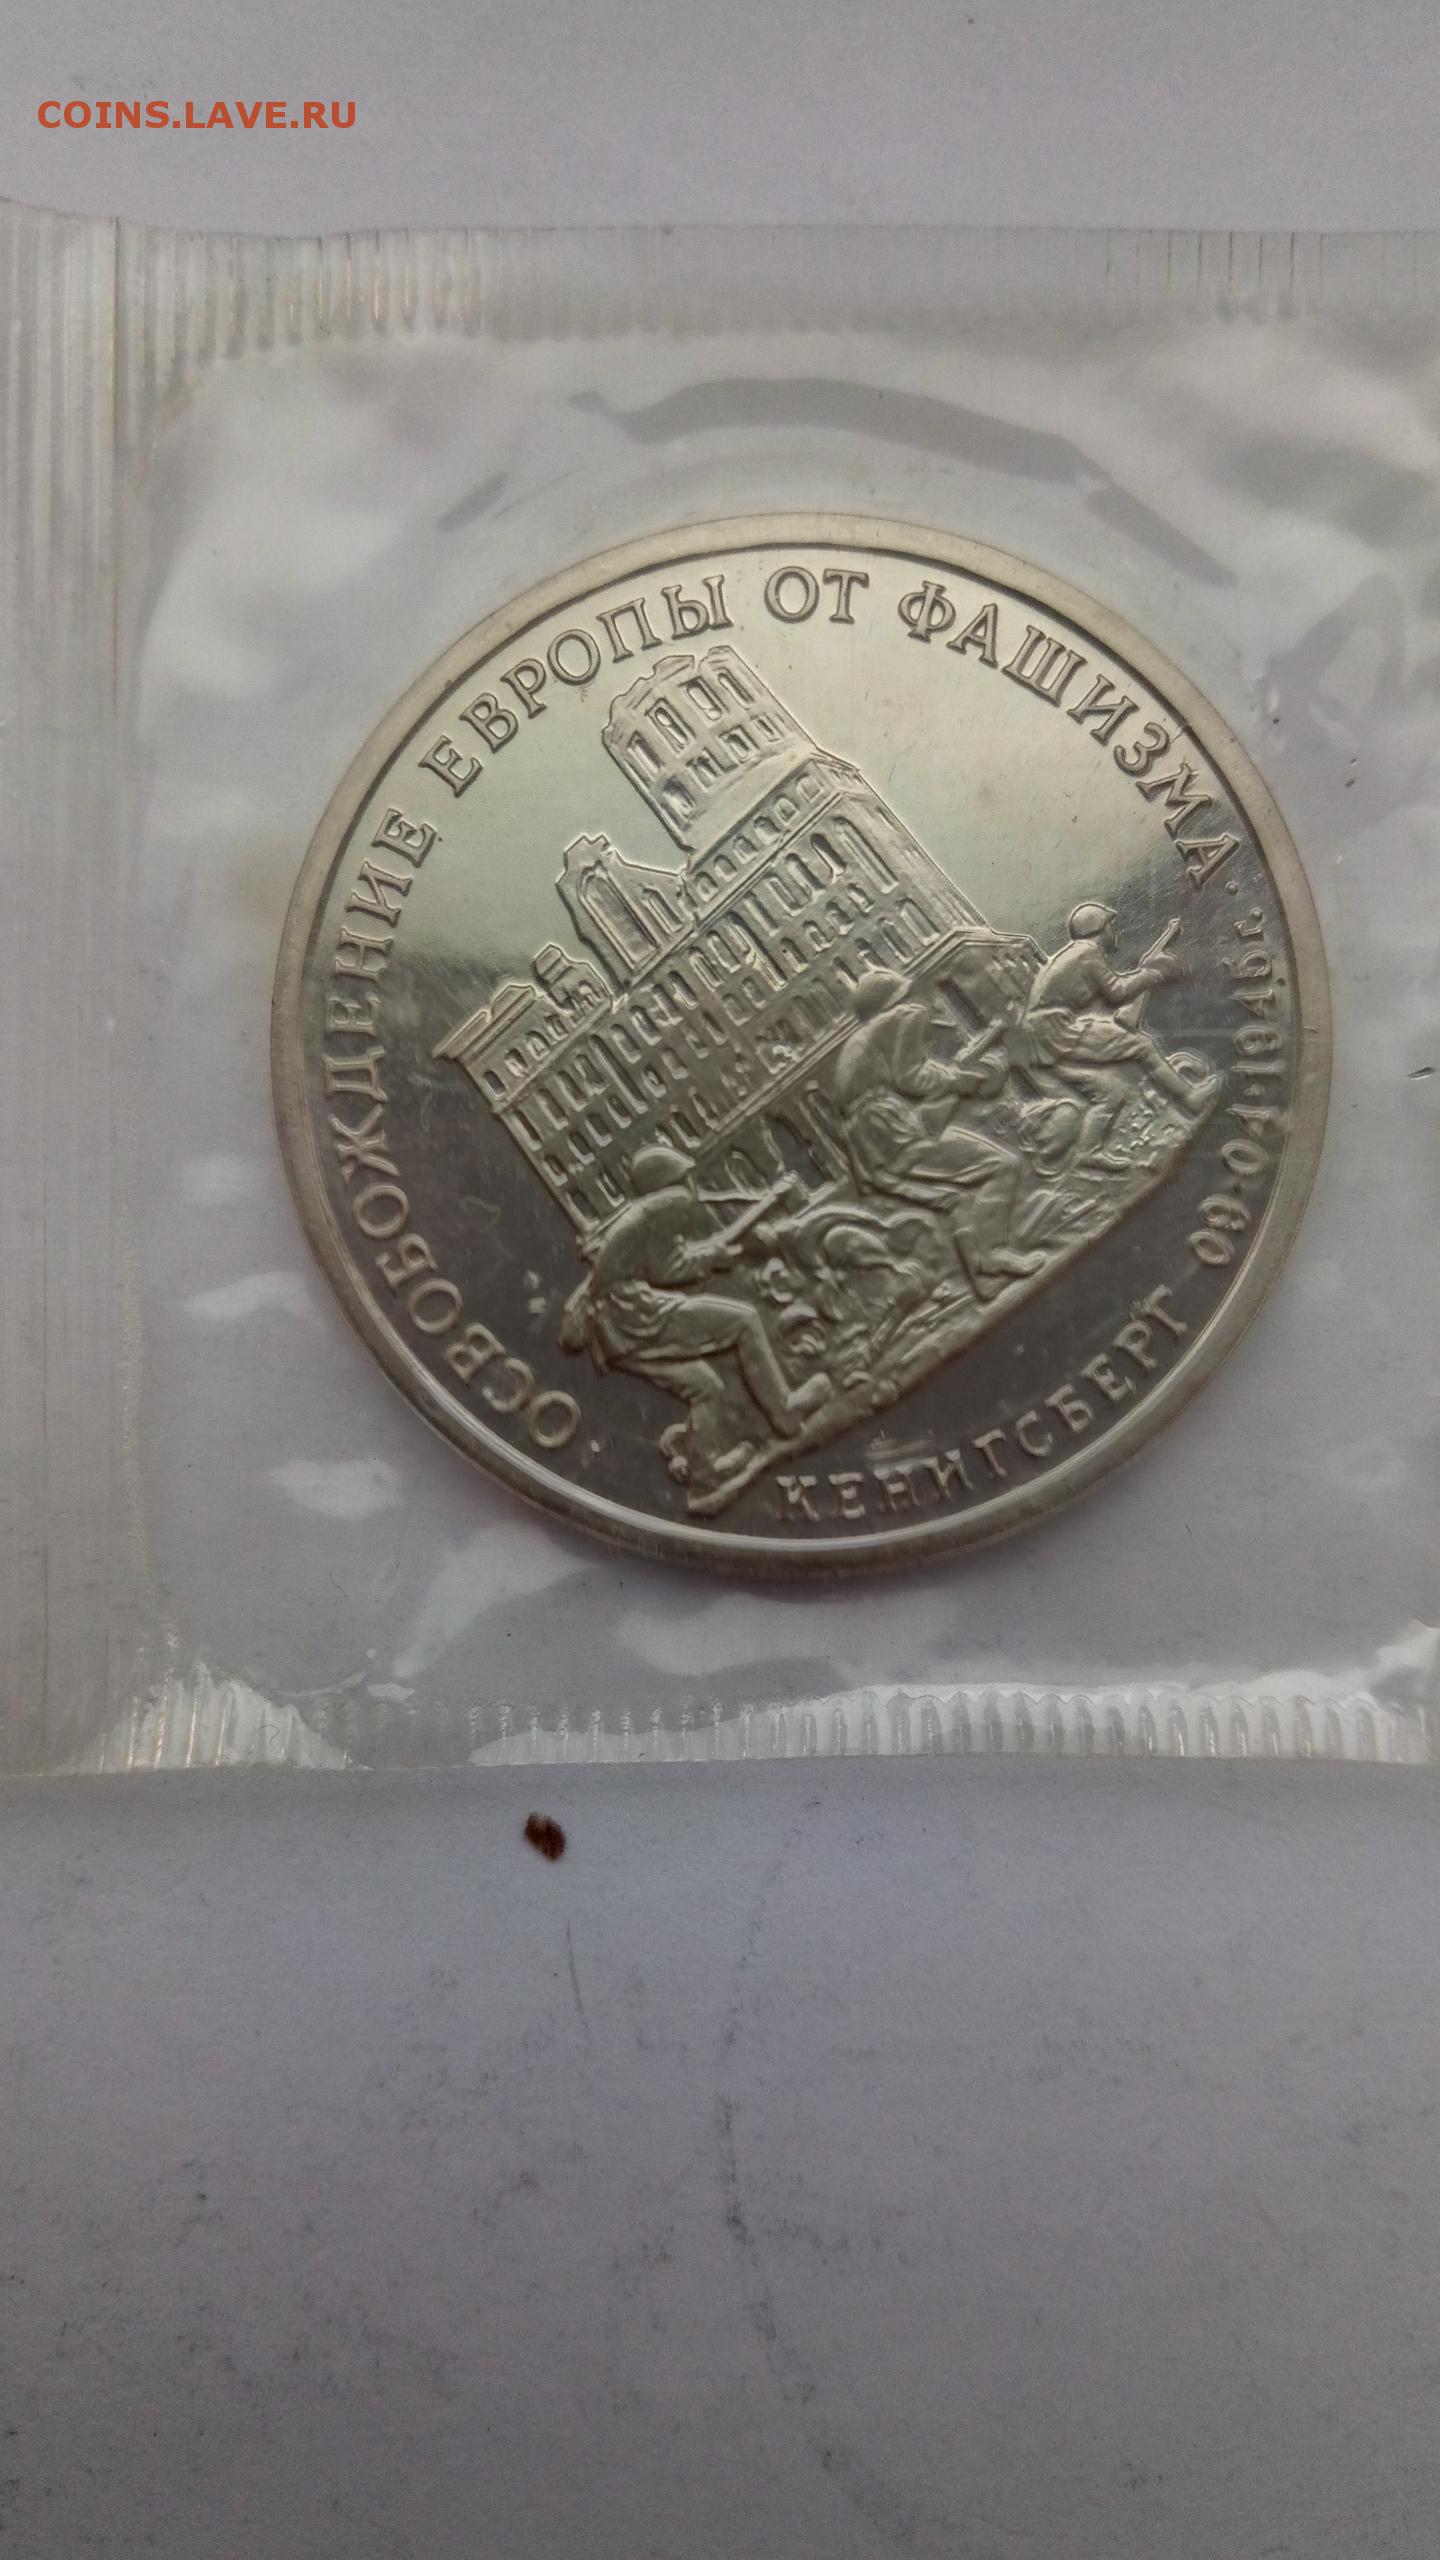 COINS.LAVE.RU
· ОСВОБОЖДЕНИЕ ЕВРОПЫ ОТ ФАШИЗМА ·
КЕНИГСБЕРГ 09·04·1945г.